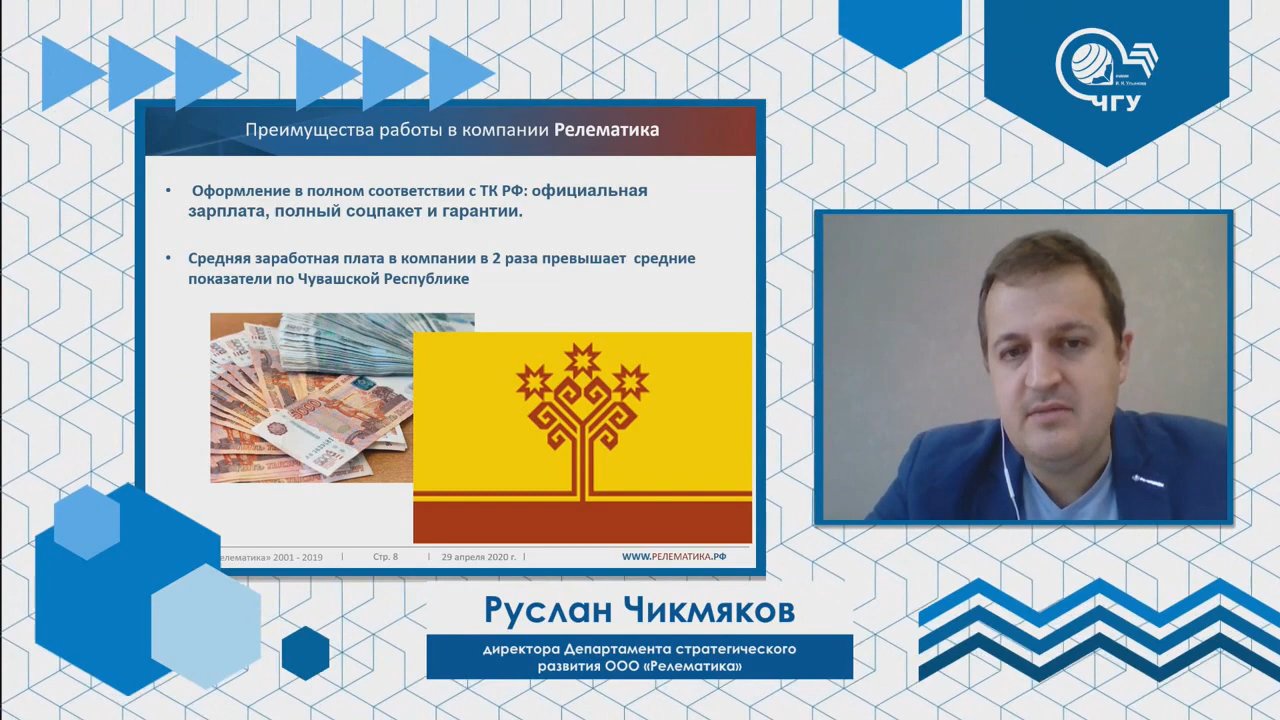 Преимущества работы в компании Релематика
• Оформление в полном соответствии с ТК РФ: официальная
зарплата, полный соцпакет и гарантии.
• Средняя заработная плата в компании в 2 раза превышает средние
показатели по Чувашской Республике
елематика» 2001 - 2019 | Стр. 8 | 29 апреля 2020 г. |
WWW.РЕЛЕМАТИКА.РФ
имени
И. Н. Ульянова
ЧГУ
Руслан Чикмяков
директора Департамента стратегического
развития ООО «Релематика»